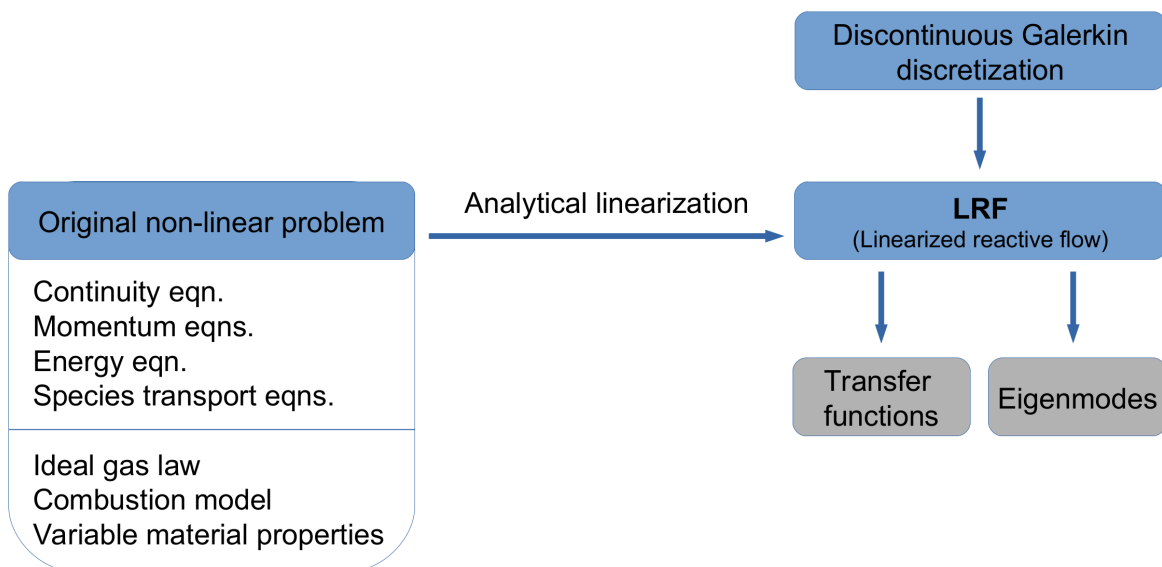 Discontinuous Galerkin
discretization
Original non-linear problem
Analytical linearization
LRF
(Linearized reactive flow)
Continuity eqn.
Momentum eqns.
Energy eqn.
Species transport eqns.
Ideal gas law
Combustion model
Variable material properties
Transfer
functions
Eigenmodes